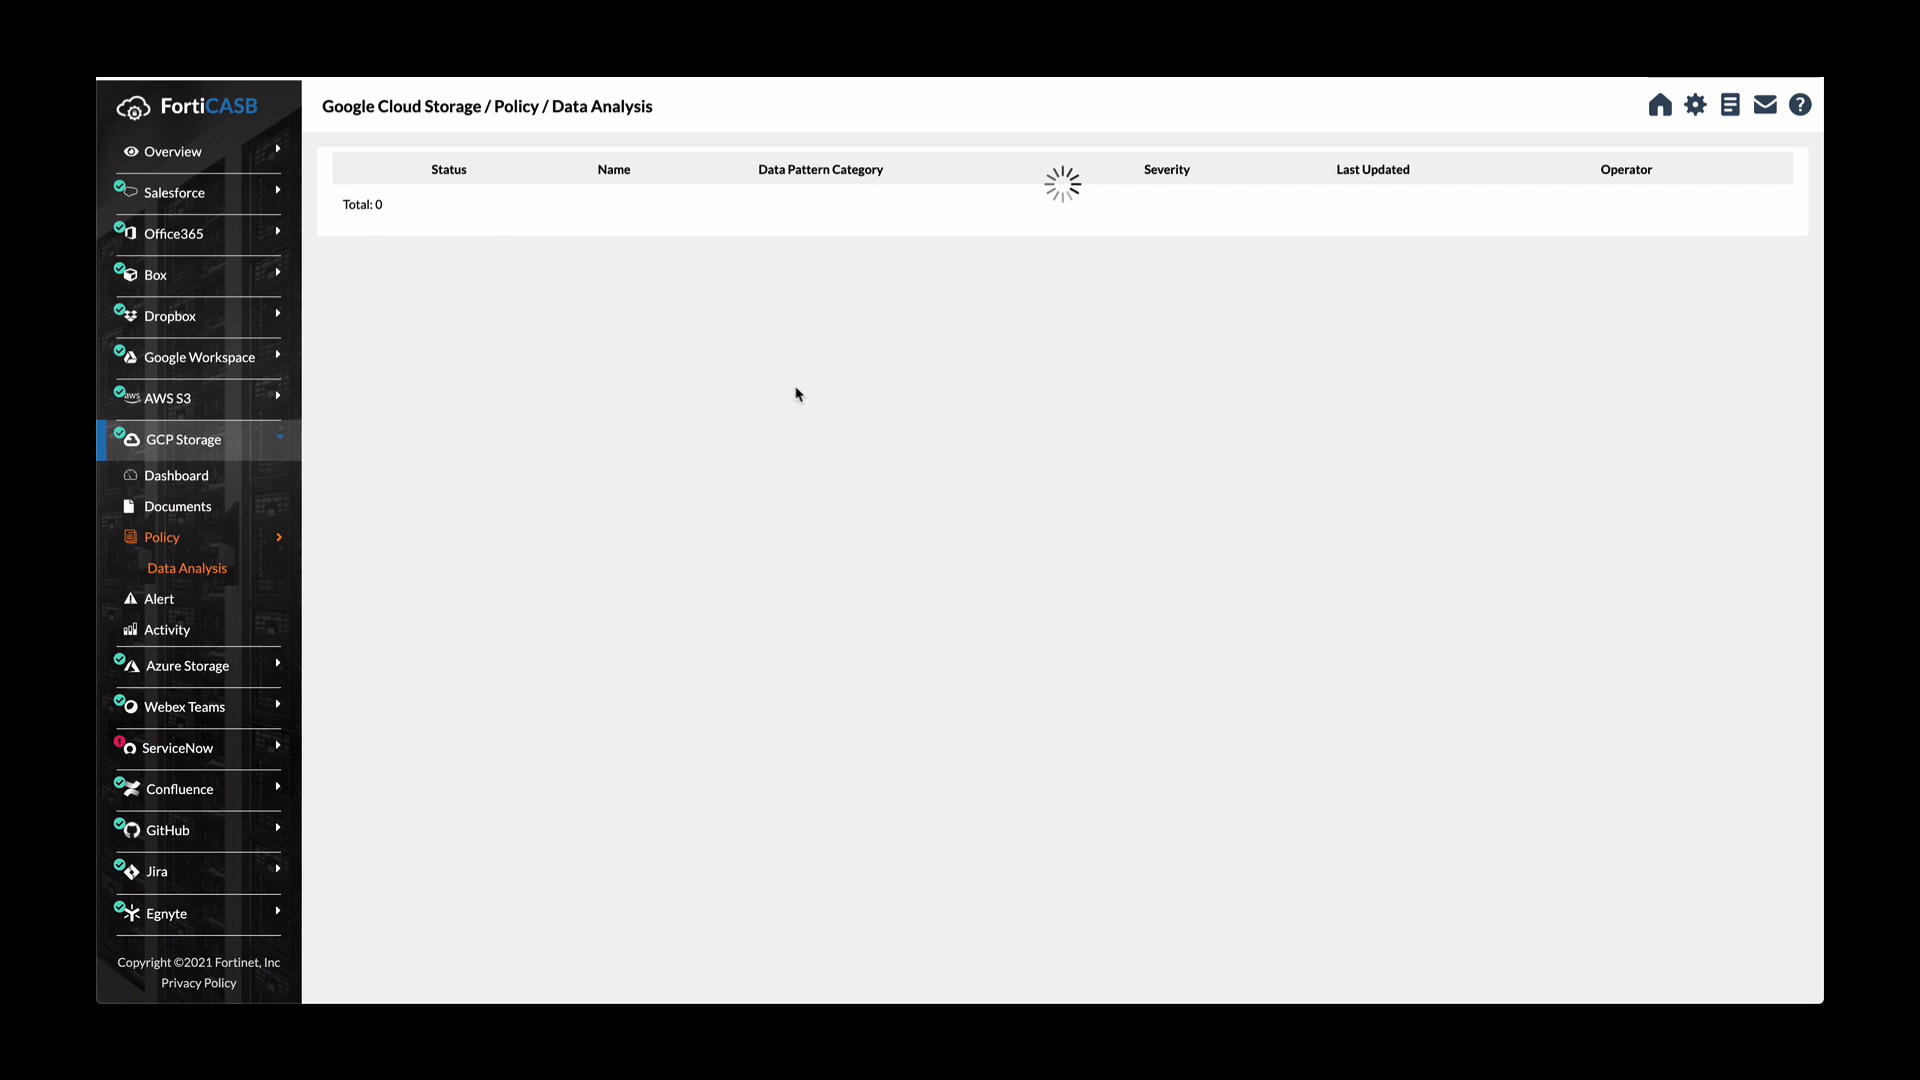 FortiCASB
Google Cloud Storage / Policy / Data Analysis
Overview
Salesforce
Office365
Box
Dropbox
Google Workspace
aws AWS S3
GCP Storage
Dashboard
Documents
Policy
Data Analysis
Alert
Activity
Azure Storage
Webex Teams
ServiceNow
Confluence
GitHub
Jira
Egnyte
Copyright ©2021 Fortinet, Inc
Privacy Policy
Status Name Data Pattern Category Severity Last Updated Operator
Total: 0